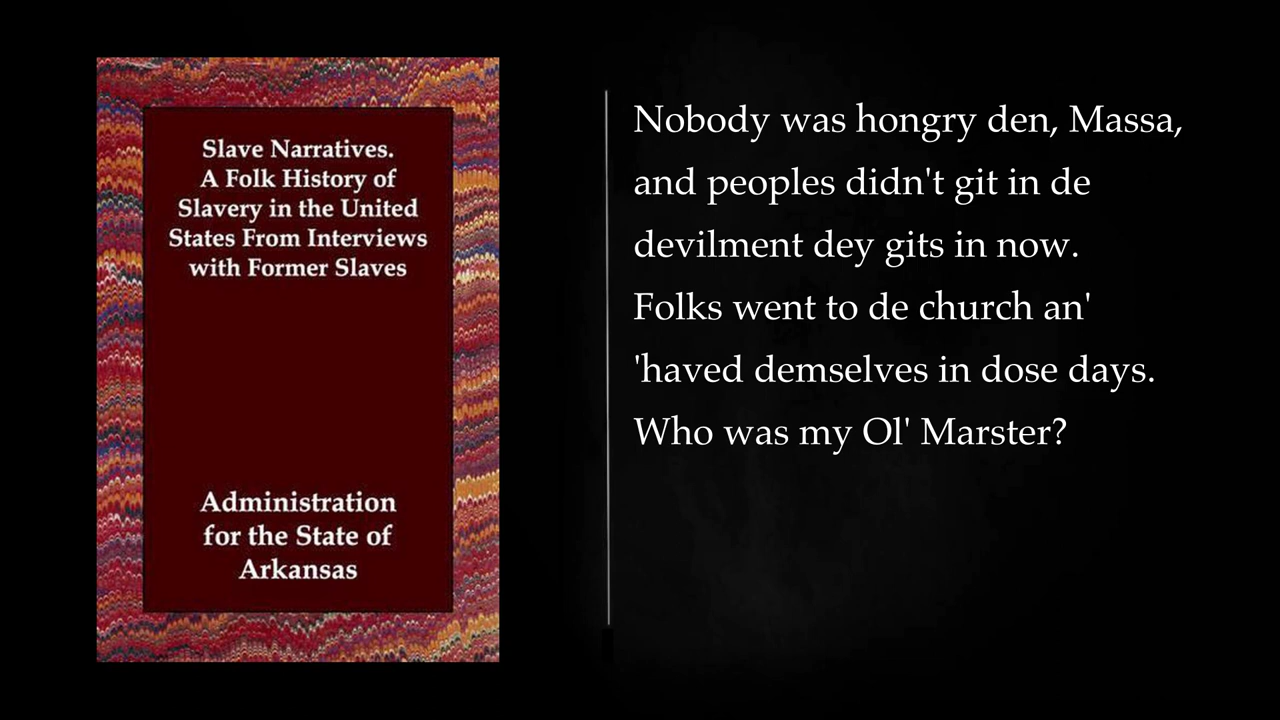 Slave Narratives.
A Folk History of
Slavery in the United
States From Interviews
with Former Slaves
Administration
for the State of
Arkansas
Nobody was hongry den, Massa,
and peoples didn't git in de
devilment dey gits in now.
Folks went to de church an'
'haved demselves in dose days.
Who was my Ol' Marster?